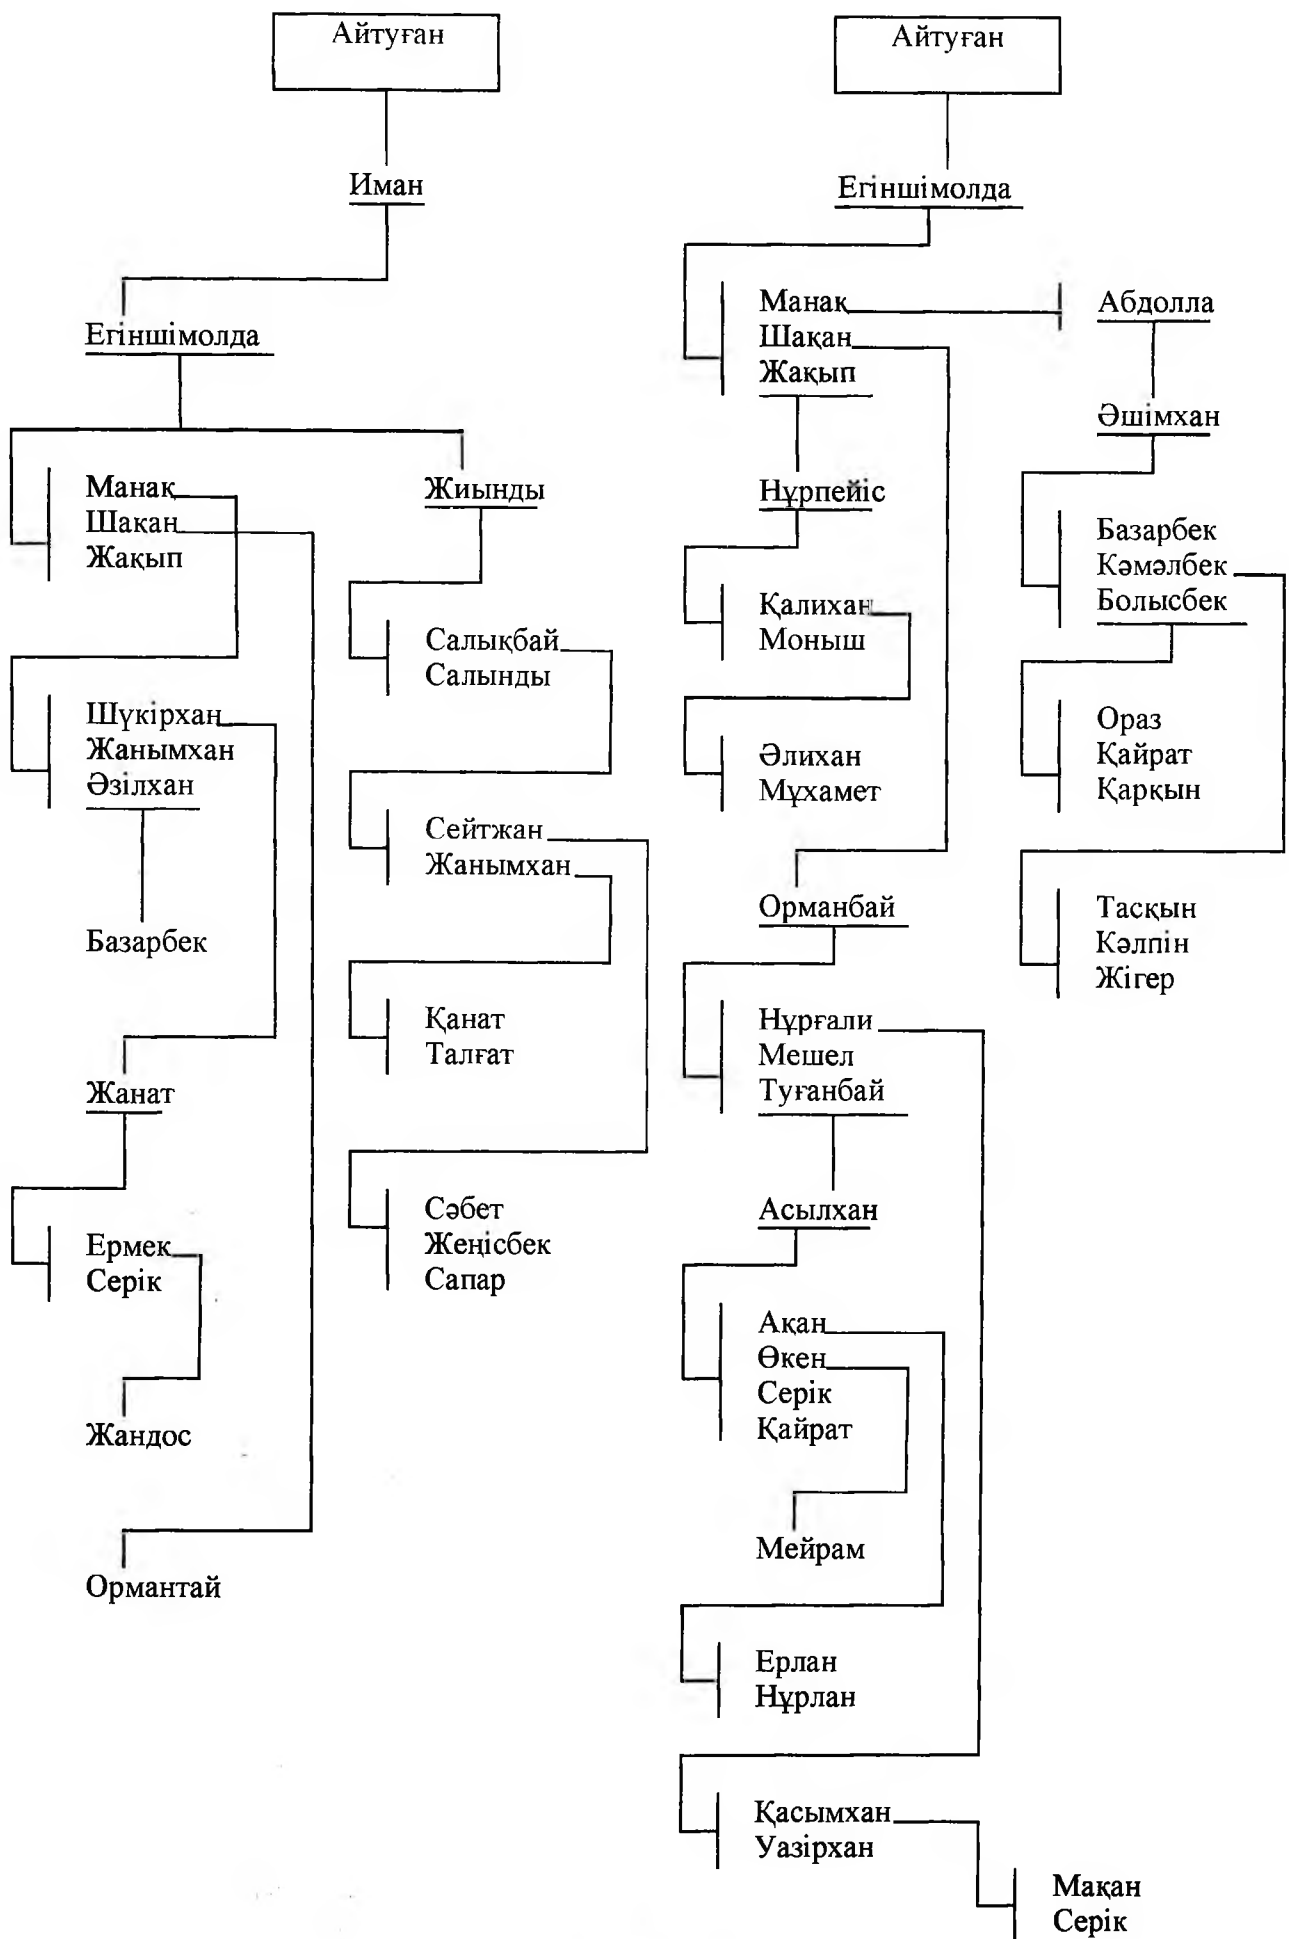 Айтуған
Иман
Егіншімолда
Манақ
Шақан
Жақып
Жиынды
Салықбай
Салынды
Шүкірхан
Жанымхан
Әзілхан
Сейтжан
Жанымхан
Базарбек
Қанат
Талғат
Жанат
Сәбет
Жеңісбек
Сапар
Ермек
Серік
Жандос
Ормантай
Айтуған
Егіншімолда
Манақ
Шақан
Жақып
Абдолла
Әшімхан
Нұрпейіс
Базарбек
Кәмәлбек
Болысбек
Қалихан
Моныш
Ораз
Қайрат
Қарқын
Әлихан
Мұхамет
Орманбай
Тасқын
Кәлпін
Жігер
Нұрғали
Мешел
Туғанбай
Асылхан
Ақан
Өкен
Серік
Қайрат
Мейрам
Ерлан
Нұрлан
Қасымхан
Уазірхан
Мақан
Серік